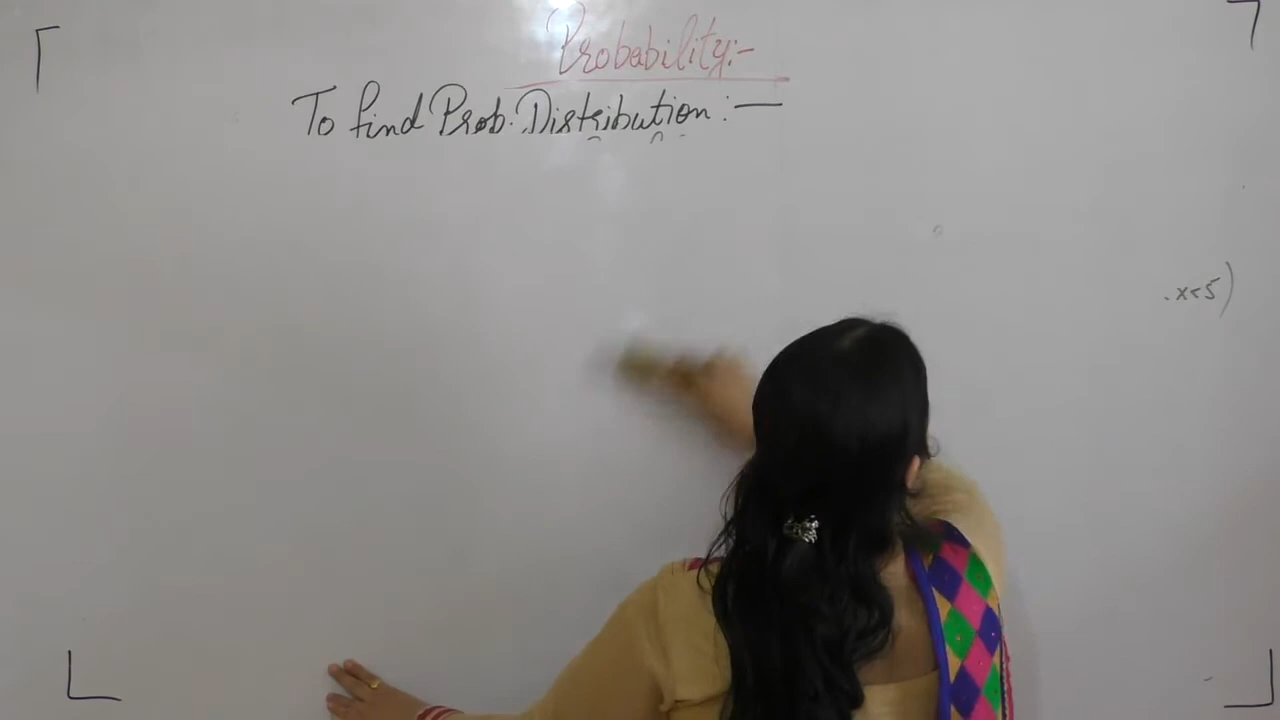 Probability:-
To find Prob. Distribution:—
.x<5)